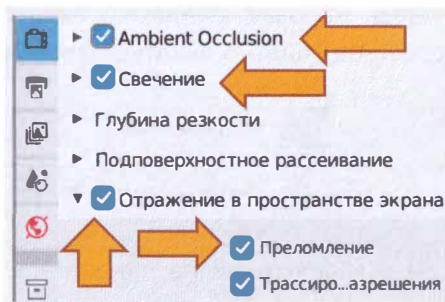 Ambient Occlusion
Свечение
Глубина резкости
Подповерхностное рассеивание
Отражение в пространстве экрана
Преломление
Трассиро...азрешения